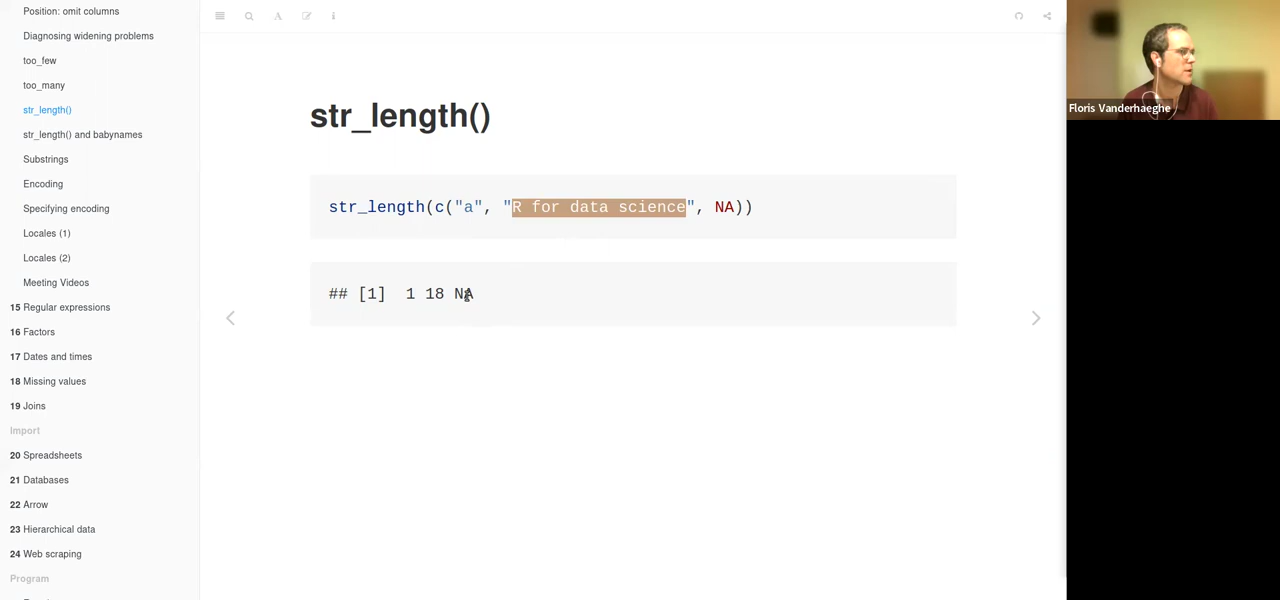 Position: omit columns
Diagnosing widening problems
too_few
too_many
str_length()
str_length() and babynames
Substrings
Encoding
Specifying encoding
Locales (1)
Locales (2)
Meeting Videos
15 Regular expressions
16 Factors
17 Dates and times
18 Missing values
19 Joins
Import
20 Spreadsheets
21 Databases
22 Arrow
23 Hierarchical data
24 Web scraping
Program
str_length()
str_length(c("a", "R for data science", NA))
## [1]  1 18 NA
Floris Vanderhaeghe